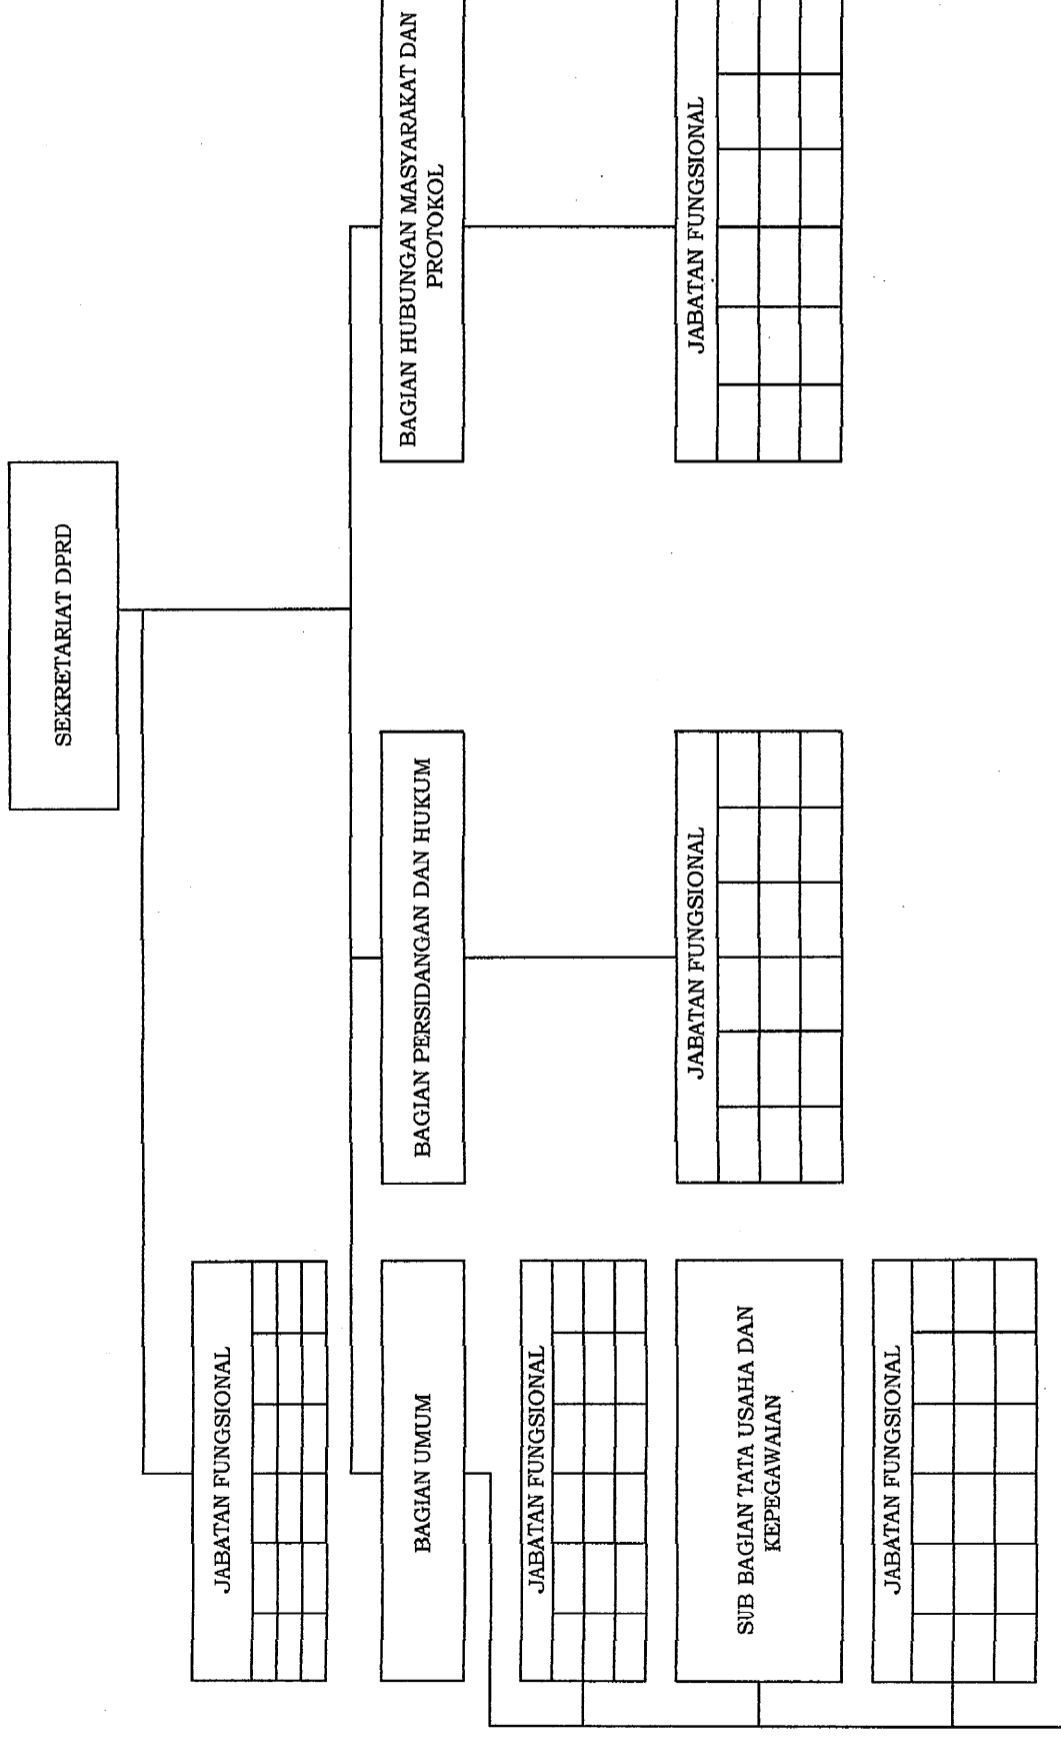 SEKRETARIAT DPRD
JABATAN FUNGSIONAL
BAGIAN UMUM
BAGIAN PERSIDANGAN DAN HUKUM
BAGIAN HUBUNGAN MASYARAKAT DAN
PROTOKOL
JABATAN FUNGSIONAL
SUB BAGIAN TATA USAHA DAN
KEPEGAWAIAN
JABATAN FUNGSIONAL
JABATAN FUNGSIONAL
JABATAN FUNGSIONAL